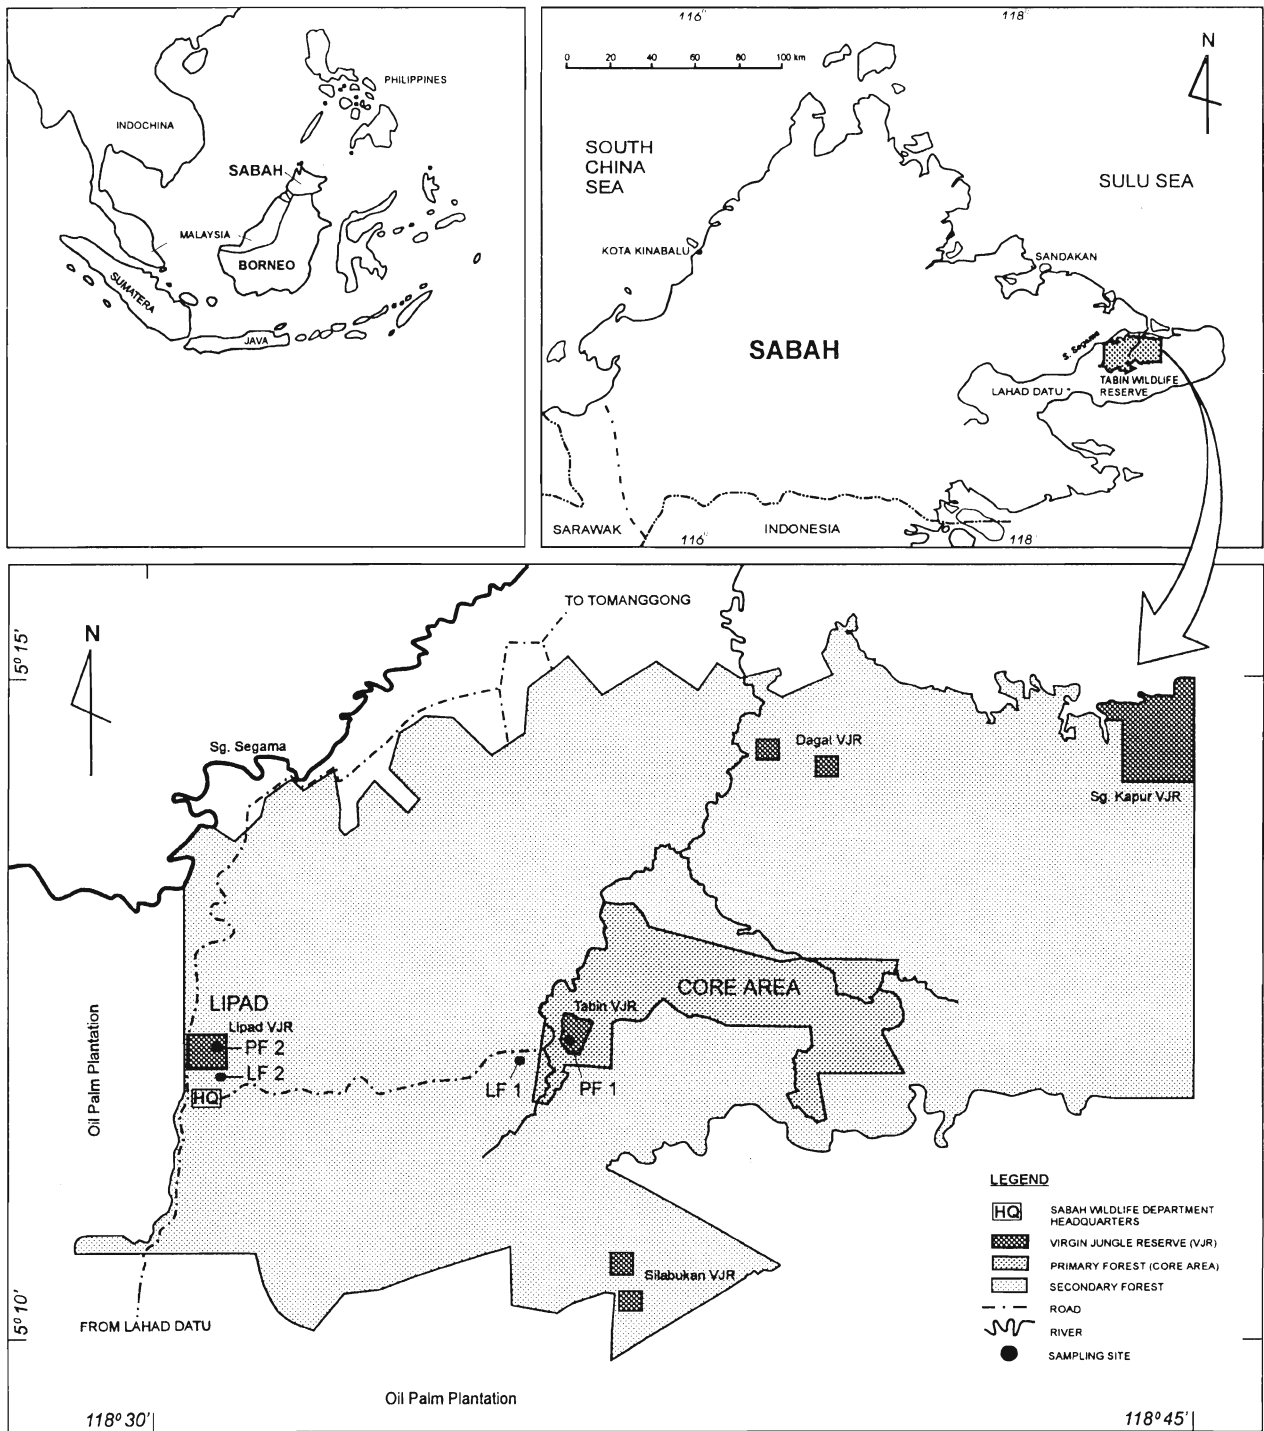 PHILIPPINES
INDOCHINA
SABAH
MALAYSIA
BORNEO
SUMATERA
JAVA
116°
118°
0 20 40 60 80 100 km
N
SOUTH
CHINA
SEA
SULU SEA
KOTA KINABALU
SANDAKAN
SABAH
S. Segama
LAHAD DATU
TABIN WILDLIFE
RESERVE
SARAWAK
INDONESIA
116°
118
TO TOMANGGONG
5° 15'
N
Sg. Segama
Dagal VJR
Sg. Kapur VJR
CORE AREA
LIPAD
Tabin VJR
Lipad VJR
PF 2
LF 2
LF 1
PF 1
HQ
Oil Palm Plantation
LEGEND
HQ SABAH WILDLIFE DEPARTMENT
HEADQUARTERS
VIRGIN JUNGLE RESERVE (VJR)
PRIMARY FOREST (CORE AREA)
SECONDARY FOREST
ROAD
RIVER
SAMPLING SITE
Silabukan VJR
5° 10'
FROM LAHAD DATU
Oil Palm Plantation
118° 30'
118° 45'